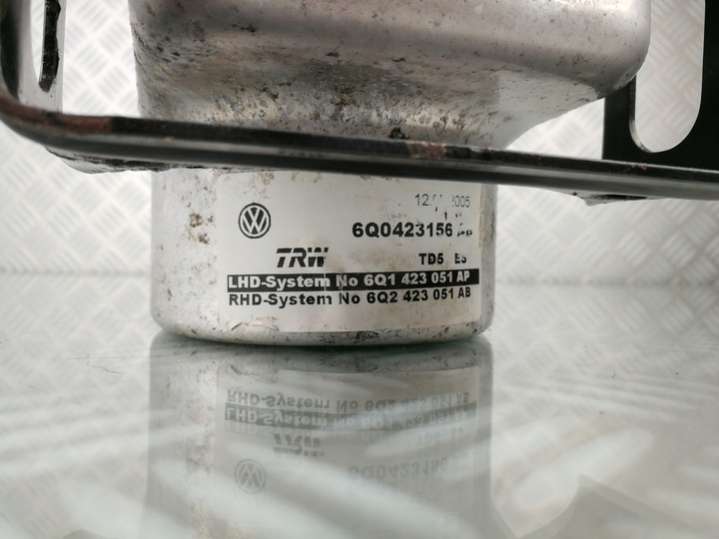 6Q0423156
TRW
TD5
LHD-System No 6Q1 423 051 AP
RHD-System No 6Q2 423 051 AB